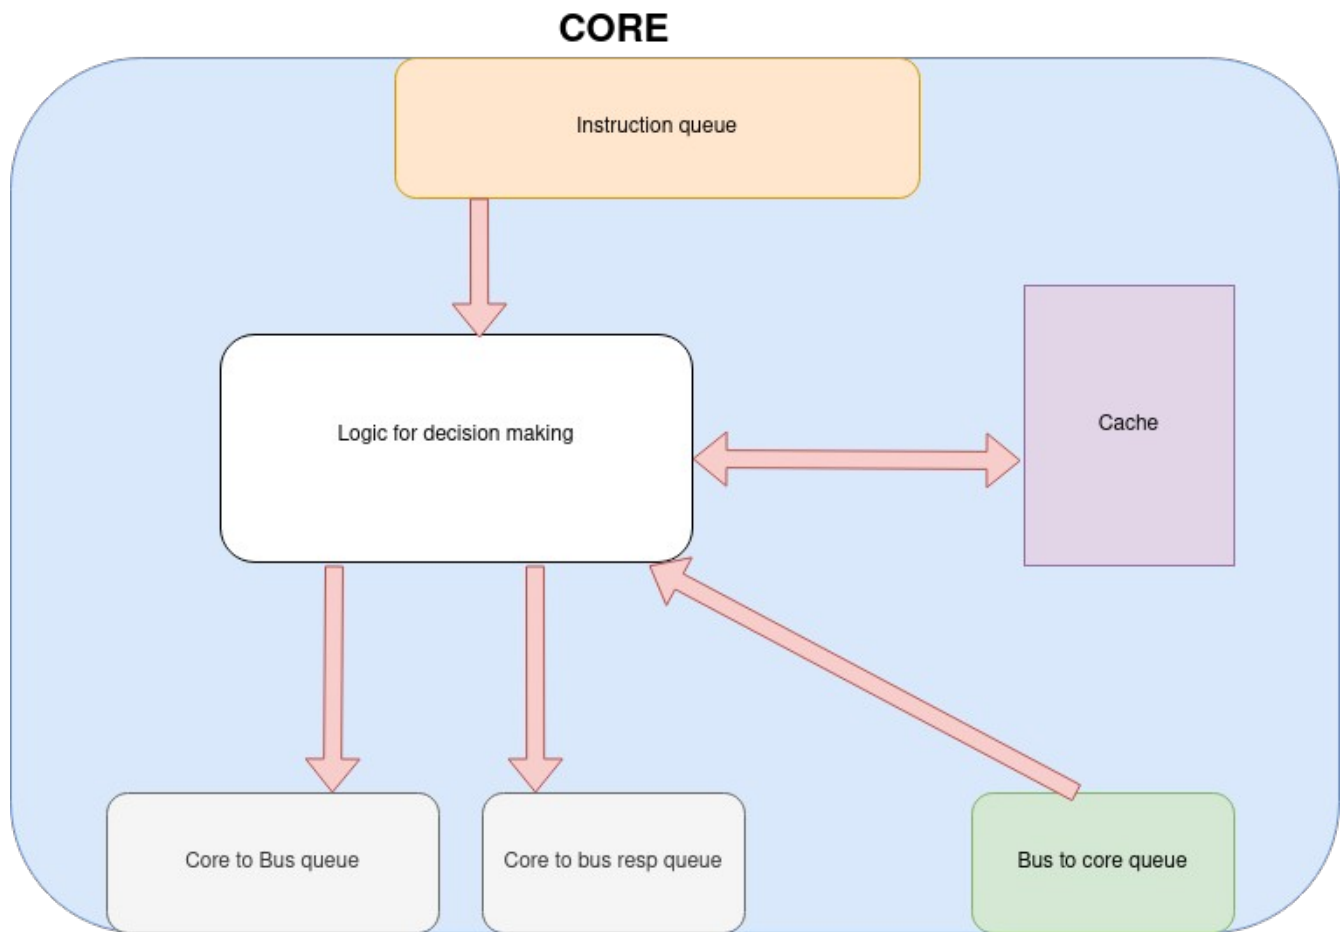 CORE
Instruction queue
Logic for decision making
Cache
Core to Bus queue
Core to bus resp queue
Bus to core queue